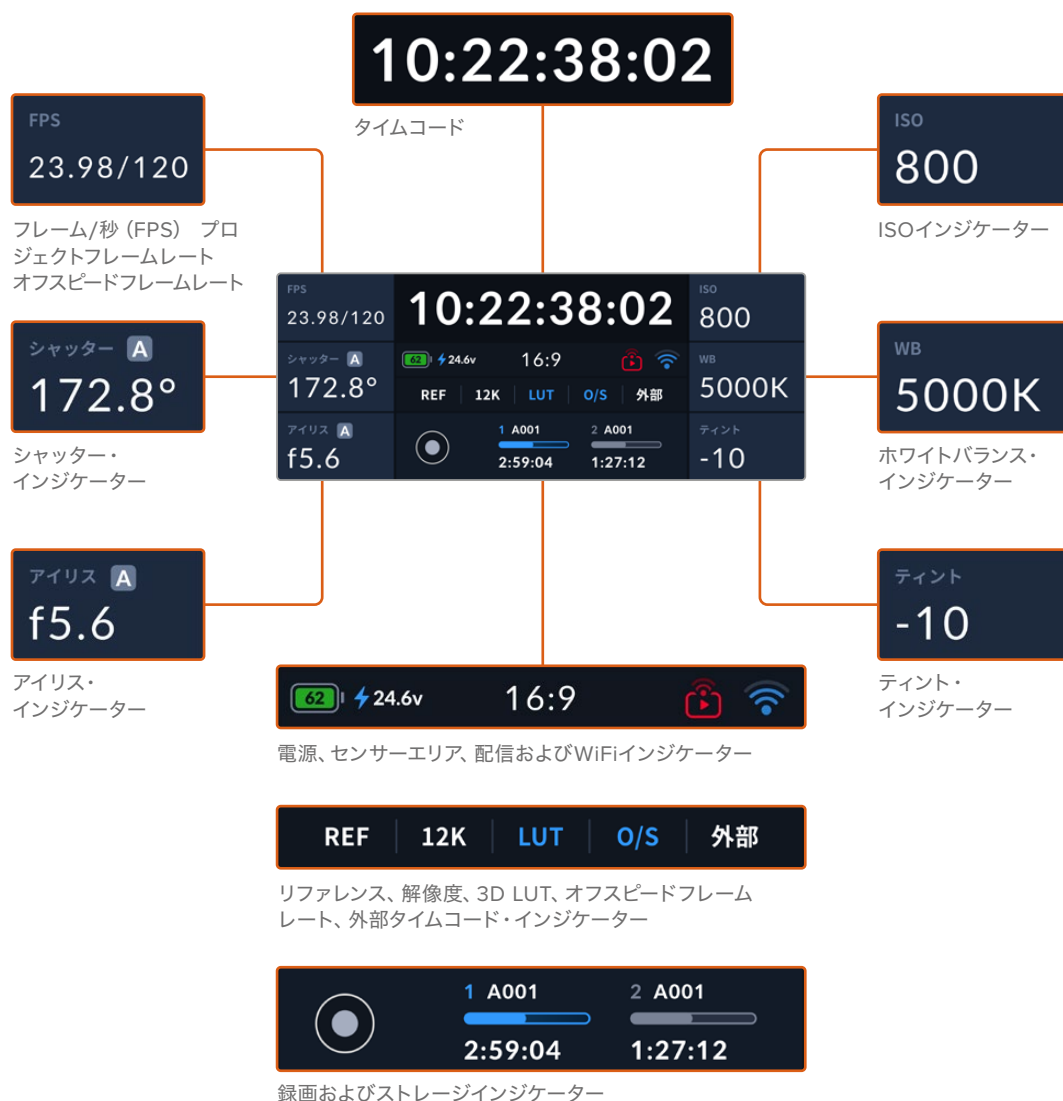 10:22:38:02
タイムコード
FPS
23.98/120
フレーム/秒（FPS） プロ
ジェクトフレームレート
オフスピードフレームレート
ISO
800
ISOインジケーター
シャッター A
172.8°
シャッター・
インジケーター
FPS
23.98/120
10:22:38:02
ISO
800
シャッター A
172.8°
62 24.6v 16:9
WB
5000K
REF 12K LUT O/S 外部
アイリス A
f5.6
1 A001 2 A001
2:59:04 1:27:12
ティント
-10
WB
5000K
ホワイトバランス・
インジケーター
アイリス A
f5.6
アイリス・
インジケーター
ティント
-10
ティント・
インジケーター
62 24.6v 16:9
電源、センサーエリア、配信およびWiFiインジケーター
REF 12K LUT O/S 外部
リファレンス、解像度、3D LUT、オフスピードフレーム
レート、外部タイムコード・インジケーター
1 A001 2 A001
2:59:04 1:27:12
録画およびストレージインジケーター